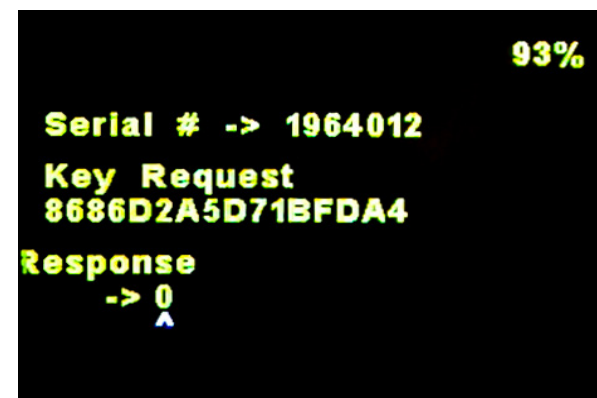 93%
Serial # -> 1964012
Key Request
8686D2A5D71BFDA4
Response
-> 0
^